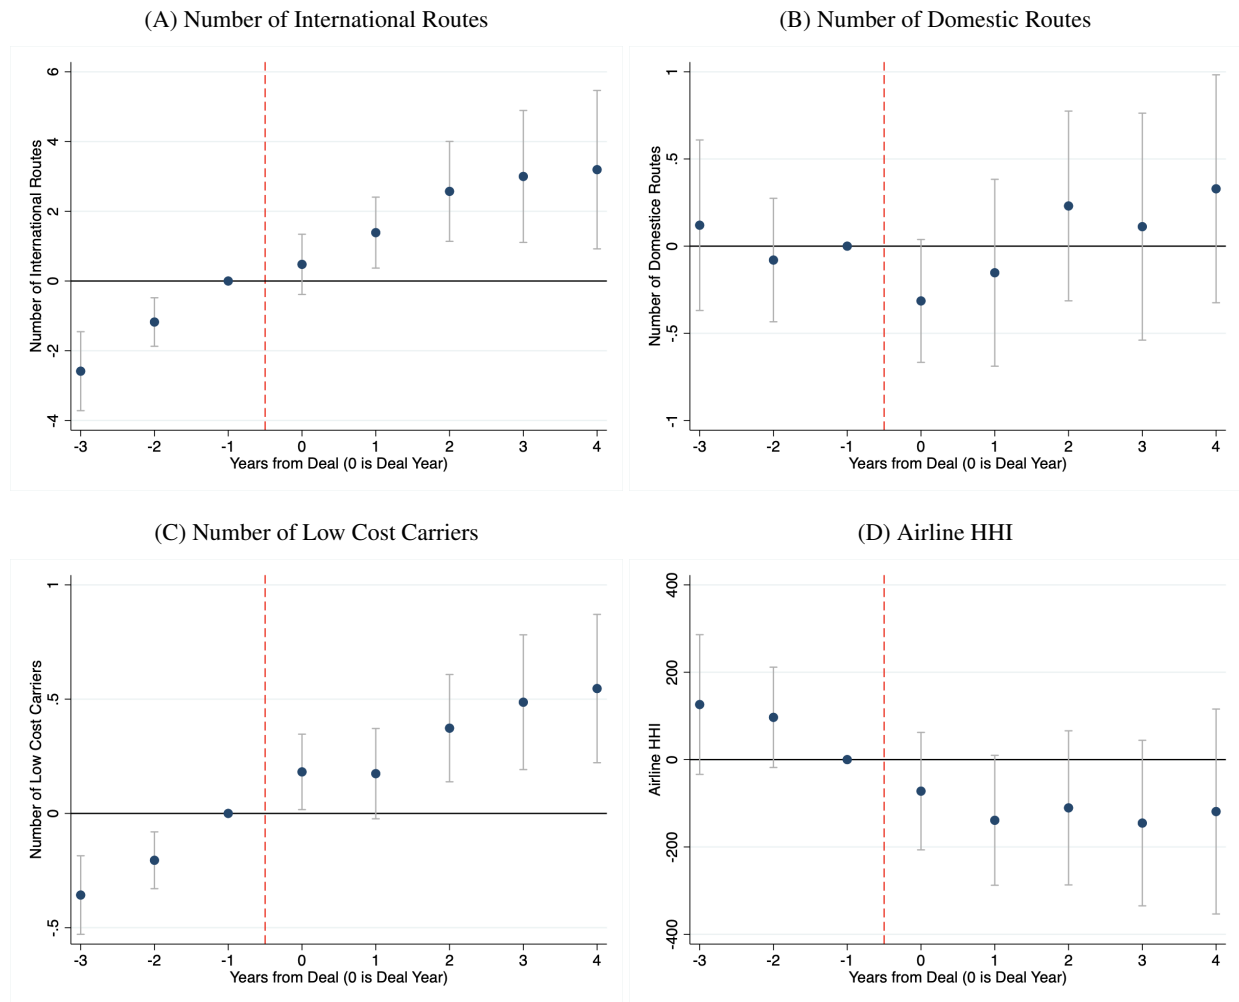 (A) Number of International Routes
Number of International Routes
6
4
2
0
-2
-4
-3 -2 -1 0 1 2 3 4
Years from Deal (0 is Deal Year)
(B) Number of Domestic Routes
Number of Domestice Routes
1
.5
0
-.5
-1
-3 -2 -1 0 1 2 3 4
Years from Deal (0 is Deal Year)
(C) Number of Low Cost Carriers
Number of Low Cost Carriers
1
.5
0
-.5
-3 -2 -1 0 1 2 3 4
Years from Deal (0 is Deal Year)
(D) Airline HHI
Airline HHI
400
200
0
-200
-400
-3 -2 -1 0 1 2 3 4
Years from Deal (0 is Deal Year)